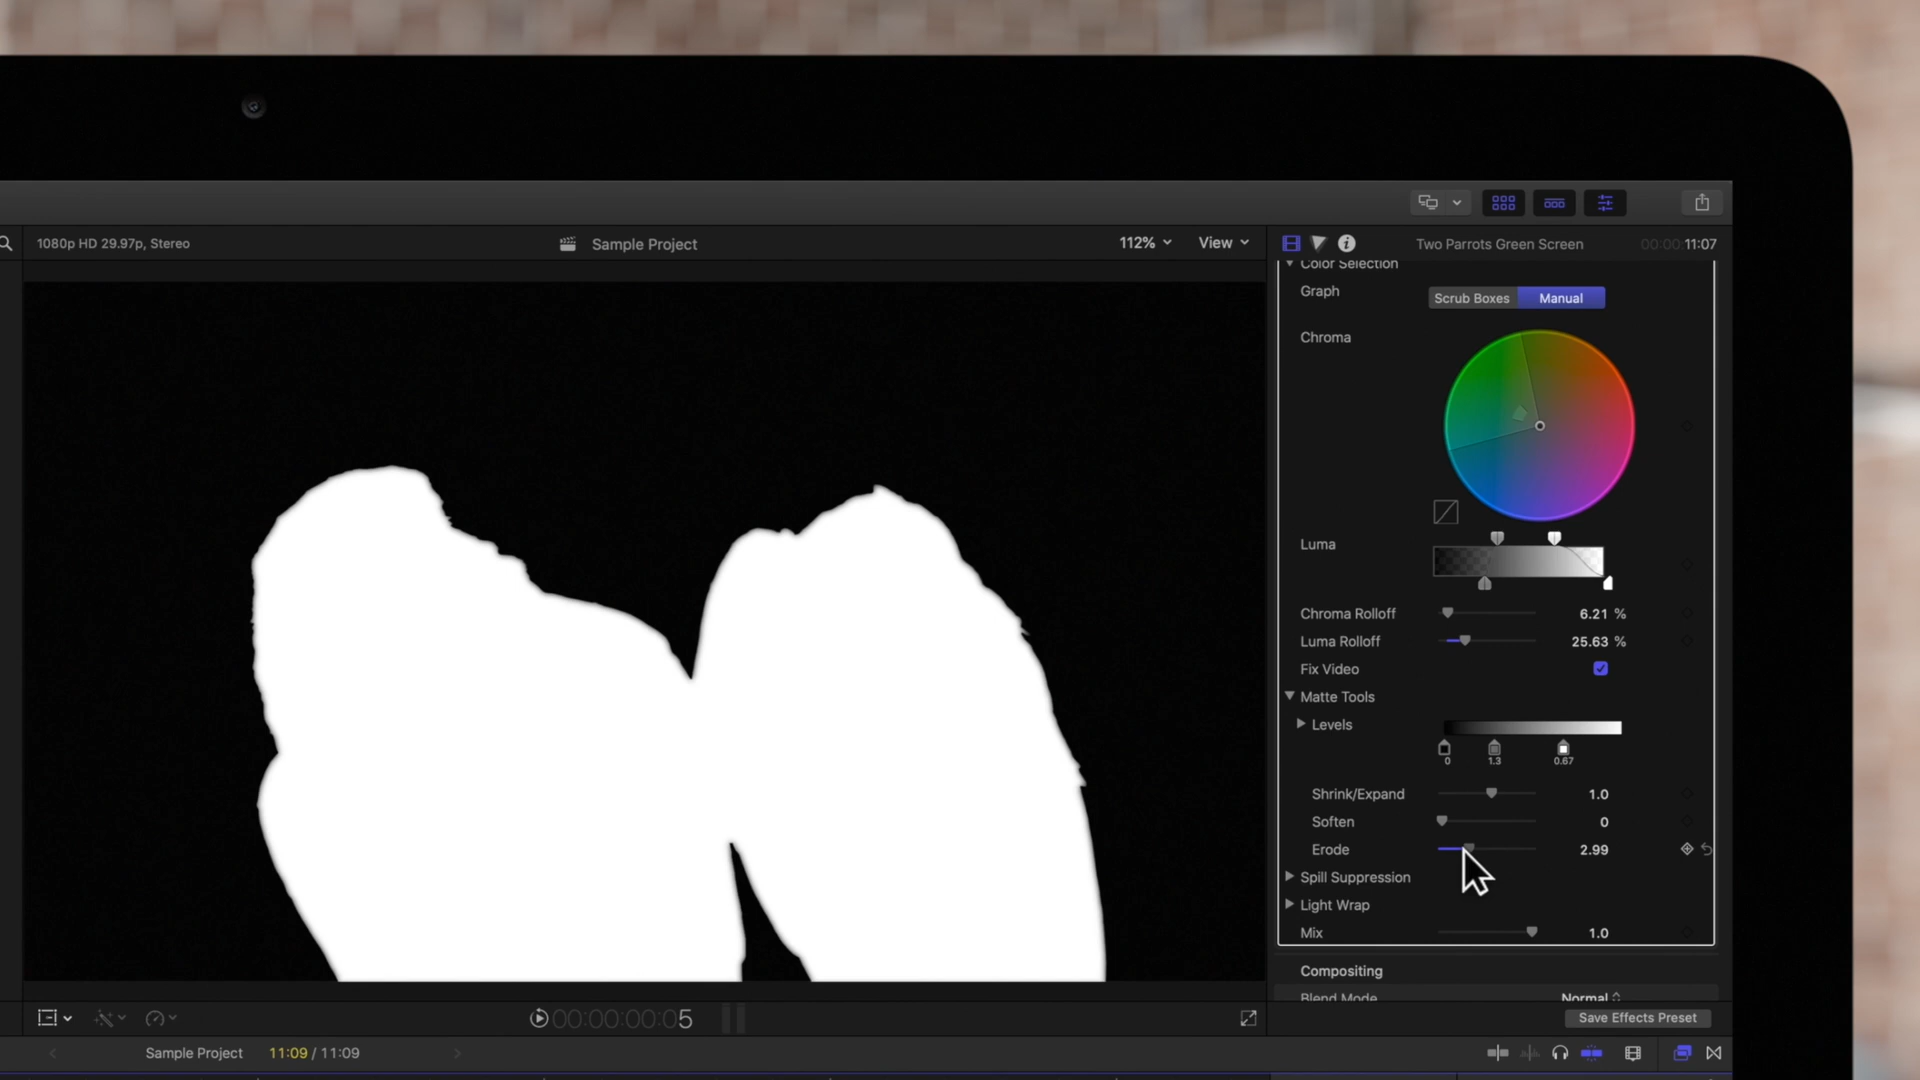 1080p HD 29.97p, Stereo
Sample Project
112%
View
Two Parrots Green Screen
00:00:11:07
Color Selection
Graph
Scrub Boxes
Manual
Chroma
Luma
Chroma Rolloff
6.21 %
Luma Rolloff
25.63 %
Fix Video
Matte Tools
Levels
0
1.3
0.67
Shrink/Expand
1.0
Soften
0
Erode
2.99
Spill Suppression
Light Wrap
Mix
1.0
Compositing
Blend Mode
Normal
00:00:00:05
Save Effects Preset
Sample Project
11:09 / 11:09